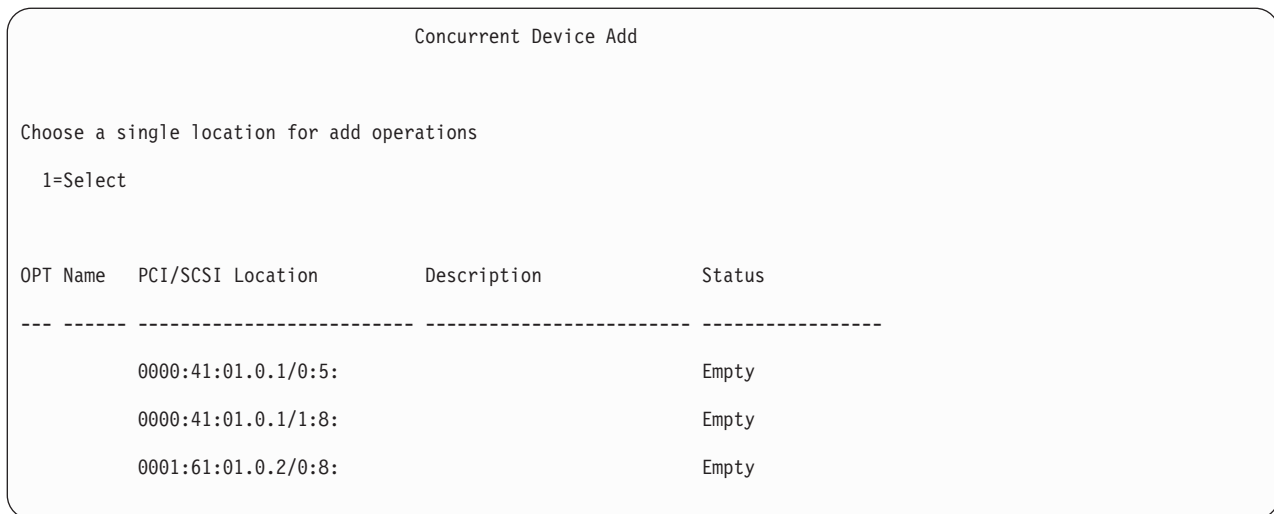 Concurrent Device Add
Choose a single location for add operations
1=Select
OPT Name PCI/SCSI Location Description Status
--- ------ -------------------------- ------------------------- -----------------
0000:41:01.0.1/0:5: Empty
0000:41:01.0.1/1:8: Empty
0001:61:01.0.2/0:8: Empty